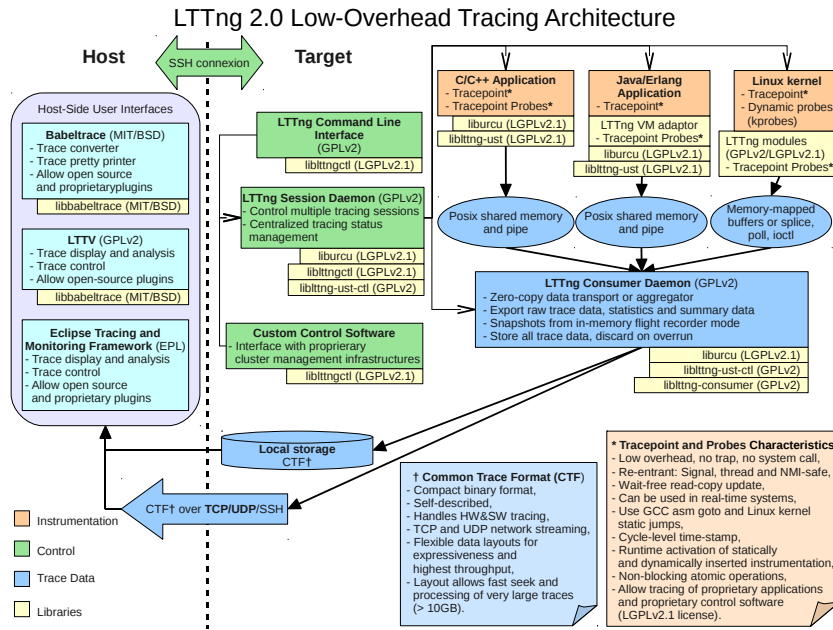 LTTng 2.0 Low-Overhead Tracing Architecture
Host
SSH connexion
Target
Host-Side User Interfaces
Babeltrace (MIT/BSD)
- Trace converter
- Trace pretty printer
- Allow open source
and proprietaryplugins
libbabeltrace (MIT/BSD)
LTTV (GPLv2)
- Trace display and analysis
- Trace control
- Allow open-source plugins
libbabeltrace (MIT/BSD)
Eclipse Tracing and
Monitoring Framework (EPL)
- Trace display and analysis
- Trace control
- Allow open source
and proprietary plugins
LTTng Command Line
Interface
(GPLv2)
liblttngctl (LGPLv2.1)
LTTng Session Daemon (GPLv2)
- Control multiple tracing sessions
- Centralized tracing status
management
liburcu (LGPLv2.1)
liblttngctl (LGPLv2.1)
liblttng-ust-ctl (GPLv2)
Custom Control Software
- Interface with proprierary
cluster management infrastructures
liblttngctl (LGPLv2.1)
C/C++ Application
- Tracepoint*
- Tracepoint Probes*
liburcu (LGPLv2.1)
liblttng-ust (LGPLv2.1)
Java/Erlang
Application
- Tracepoint*
LTTng VM adaptor
- Tracepoint Probes*
liburcu (LGPLv2.1)
liblttng-ust (LGPLv2.1)
Linux kernel
- Tracepoint*
- Dynamic probes
(kprobes)
LTTng modules
(GPLv2/LGPLv2.1)
- Tracepoint Probes*
Posix shared memory
and pipe
Posix shared memory
and pipe
Memory-mapped
buffers or splice,
poll, ioctl
LTTng Consumer Daemon (GPLv2)
- Zero-copy data transport or aggregator
- Export raw trace data, statistics and summary data
- Snapshots from in-memory flight recorder mode
- Store all trace data, discard on overrun
liburcu (LGPLv2.1)
liblttng-ust-ctl (GPLv2)
liblttng-consumer (GPLv2)
Local storage
CTF†
CTF† over TCP/UDP/SSH
Instrumentation
Control
Trace Data
Libraries
† Common Trace Format (CTF)
- Compact binary format,
- Self-described,
- Handles HW&SW tracing,
- TCP and UDP network streaming,
- Flexible data layouts for
expressiveness and
highest throughput,
- Layout allows fast seek and
processing of very large traces
(> 10GB).
* Tracepoint and Probes Characteristics
- Low overhead, no trap, no system call,
- Re-entrant: Signal, thread and NMI-safe,
- Wait-free read-copy update,
- Can be used in real-time systems,
- Use GCC asm goto and Linux kernel
static jumps,
- Cycle-level time-stamp,
- Runtime activation of statically
and dynamically inserted instrumentation,
- Non-blocking atomic operations,
- Allow tracing of proprietary applications
and proprietary control software
(LGPLv2.1 license).